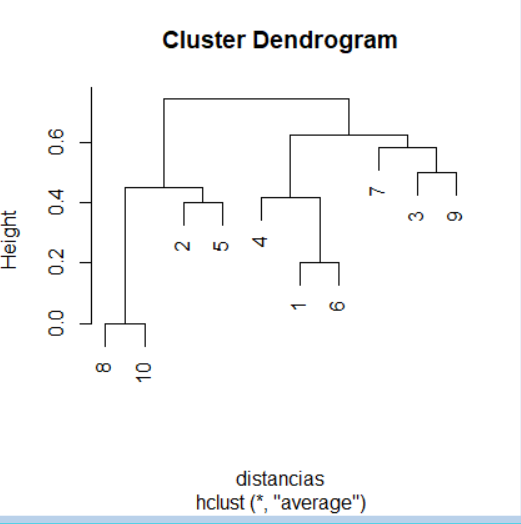 Cluster Dendrogram
Height
0.0 0.2 0.4 0.6
8 10 2 5 4 1 6 7 3 9
distancias
hclust (*, "average")